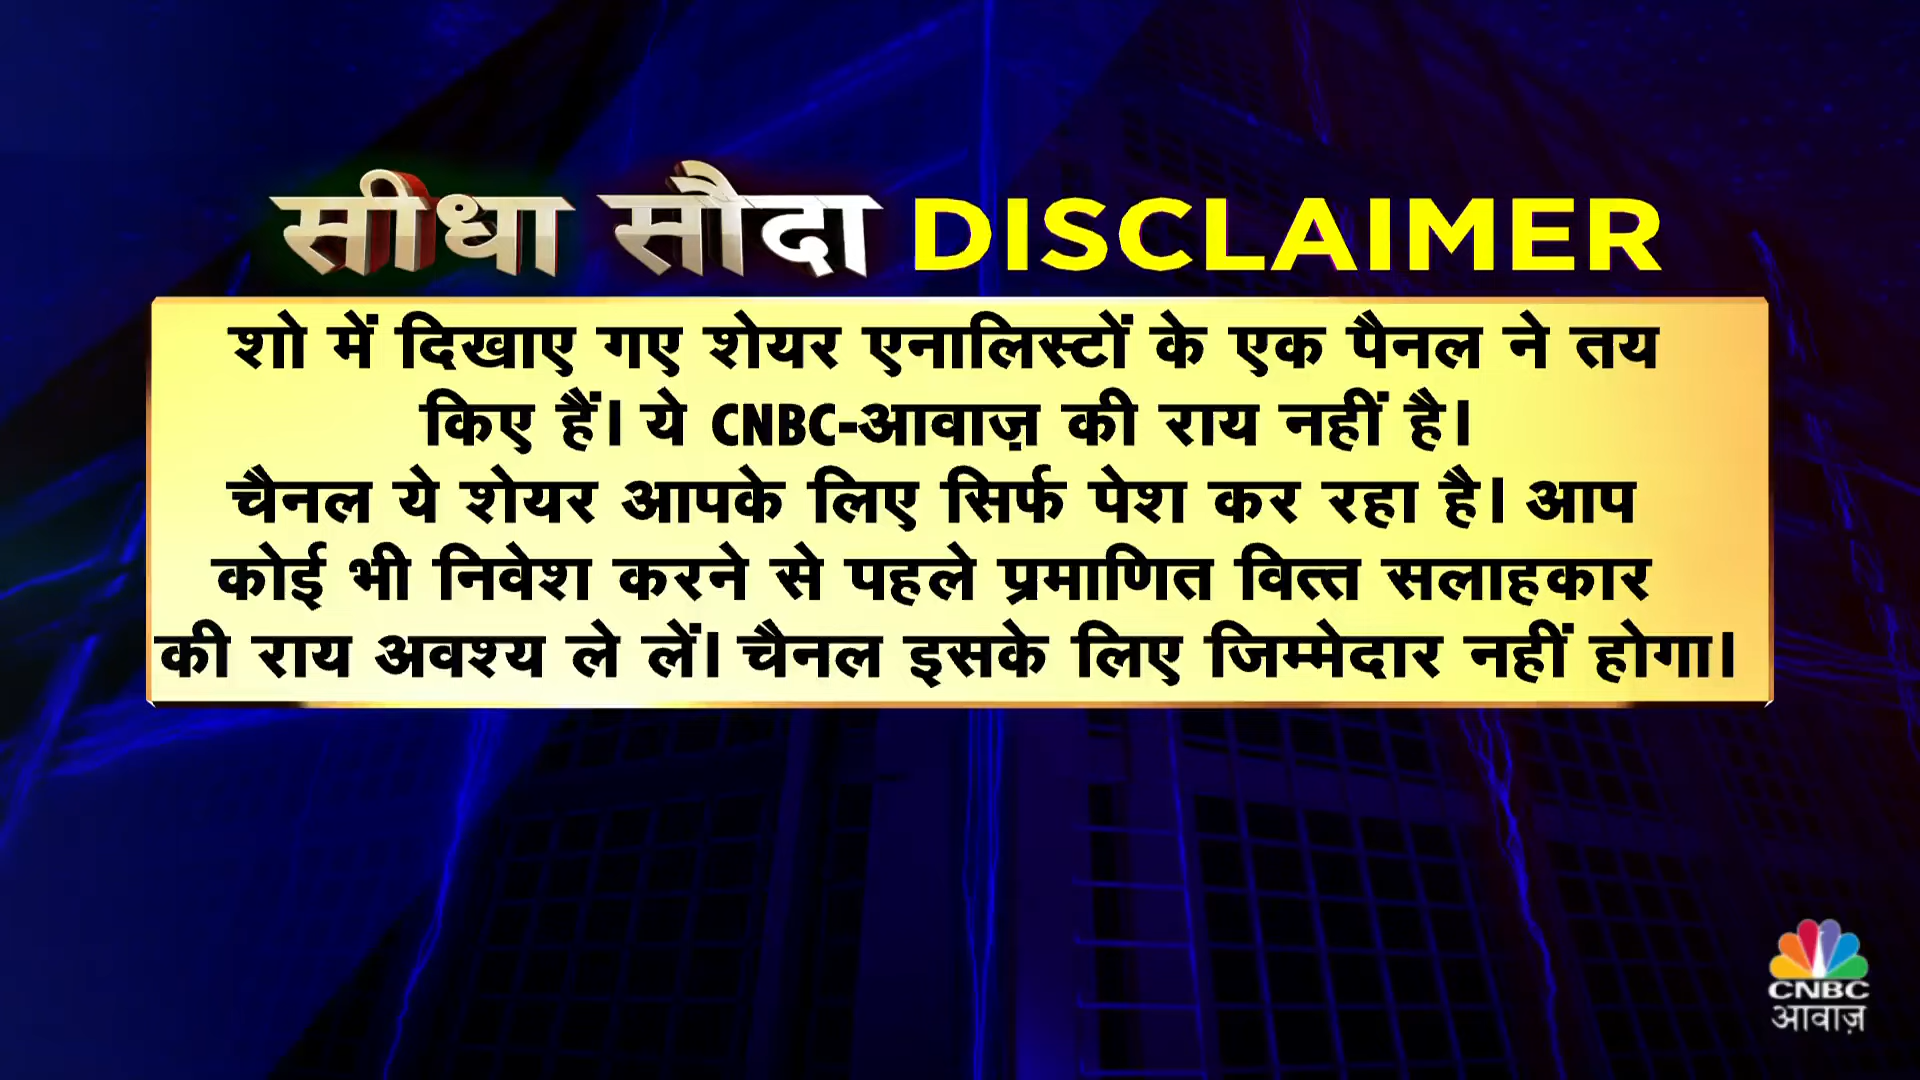 सीधा सौदा DISCLAIMER
शो में दिखाए गए शेयर एनालिस्टों के एक पैनल ने तय
किए हैं। ये CNBC-आवाज़ की राय नहीं है।
चैनल ये शेयर आपके लिए सिर्फ पेश कर रहा है। आप
कोई भी निवेश करने से पहले प्रमाणित वित्त सलाहकार
की राय अवश्य ले लें। चैनल इसके लिए जिम्मेदार नहीं होगा।
CNBC
आवाज़